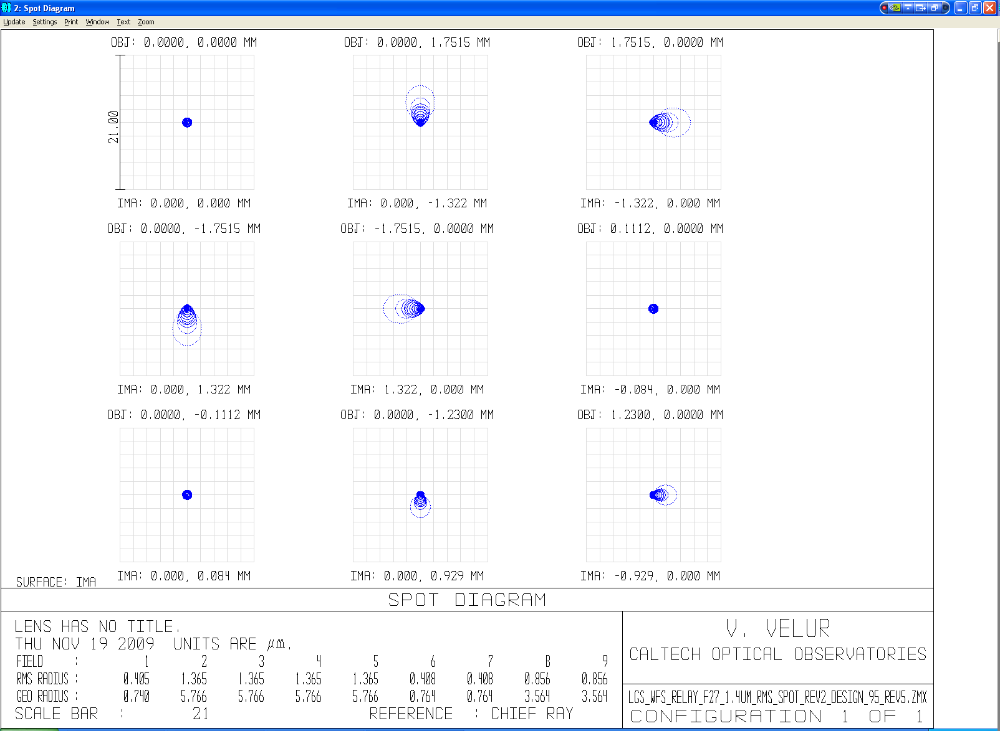 2: Spot Diagram
Update Settings Print Window Text Zoom
OBJ: 0.0000, 0.0000 MM
OBJ: 0.0000, 1.7515 MM
OBJ: 1.7515, 0.0000 MM
21.00
IMA: 0.000, 0.000 MM
IMA: 0.000, -1.322 MM
IMA: -1.322, 0.000 MM
OBJ: 0.0000, -1.7515 MM
OBJ: -1.7515, 0.0000 MM
OBJ: 0.1112, 0.0000 MM
IMA: 0.000, 1.322 MM
IMA: 1.322, 0.000 MM
IMA: -0.084, 0.000 MM
OBJ: 0.0000, -0.1112 MM
OBJ: 0.0000, -1.2300 MM
OBJ: 1.2300, 0.0000 MM
IMA: 0.000, 0.084 MM
IMA: 0.000, 0.929 MM
IMA: -0.929, 0.000 MM
SURFACE: IMA
SPOT DIAGRAM
LENS HAS NO TITLE.
THU NOV 19 2009 UNITS ARE µm.
FIELD : 1 2 3 4 5 6 7 8 9
RMS RADIUS : 0.405 1.365 1.365 1.365 1.365 0.408 0.408 0.856 0.856
GEO RADIUS : 0.740 5.766 5.766 5.766 5.766 0.764 0.764 3.564 3.564
SCALE BAR : 21 REFERENCE : CHIEF RAY
V. VELUR
CALTECH OPTICAL OBSERVATORIES
LGS_WFS_RELAY_F27_1.4UM_RMS_SPOT_REV2_DESIGN_95_REV5.ZMX
CONFIGURATION 1 OF 1